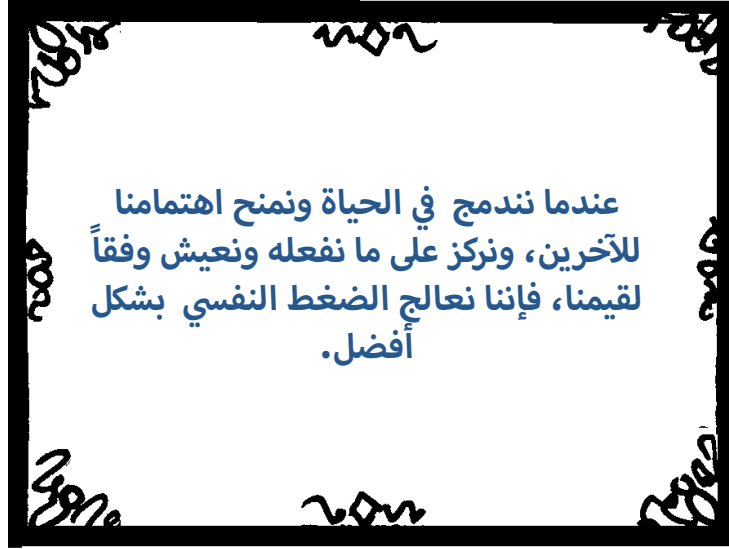 عندما نندمج في الحياة ونمنح اهتمامنا
للآخرين، ونركز على ما نفعله ونعيش وفقاً
لقيمنا، فإننا نعالج الضغط النفسي بشكل
أفضل.